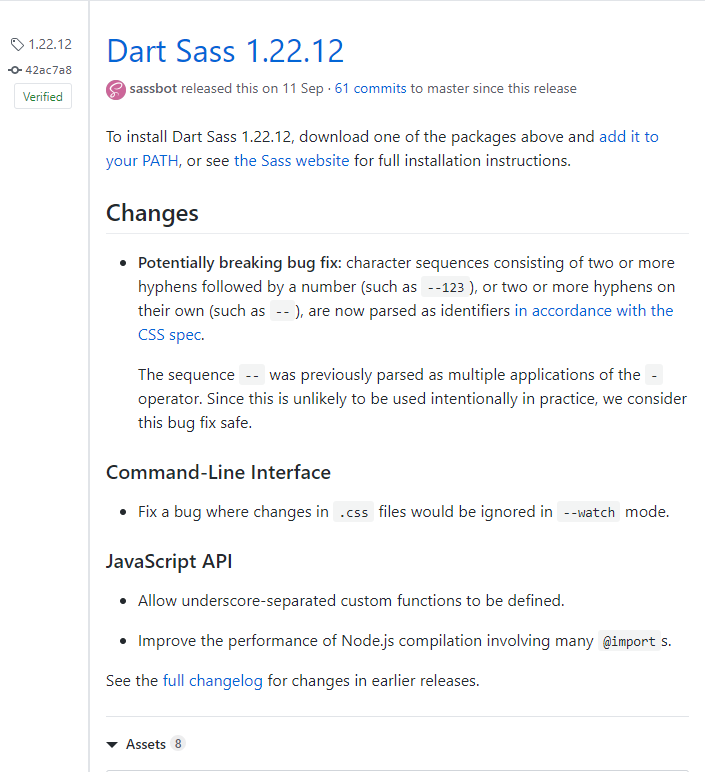 1.22.12
42ac7a8
Verified
Dart Sass 1.22.12
sassbot released this on 11 Sep · 61 commits to master since this release
To install Dart Sass 1.22.12, download one of the packages above and add it to
your PATH, or see the Sass website for full installation instructions.
Changes
• Potentially breaking bug fix: character sequences consisting of two or more
hyphens followed by a number (such as --123 ), or two or more hyphens on
their own (such as -- ), are now parsed as identifiers in accordance with the
CSS spec.
The sequence -- was previously parsed as multiple applications of the -
operator. Since this is unlikely to be used intentionally in practice, we consider
this bug fix safe.
Command-Line Interface
• Fix a bug where changes in .css files would be ignored in --watch mode.
JavaScript API
• Allow underscore-separated custom functions to be defined.
• Improve the performance of Node.js compilation involving many @import s.
See the full changelog for changes in earlier releases.
Assets 8